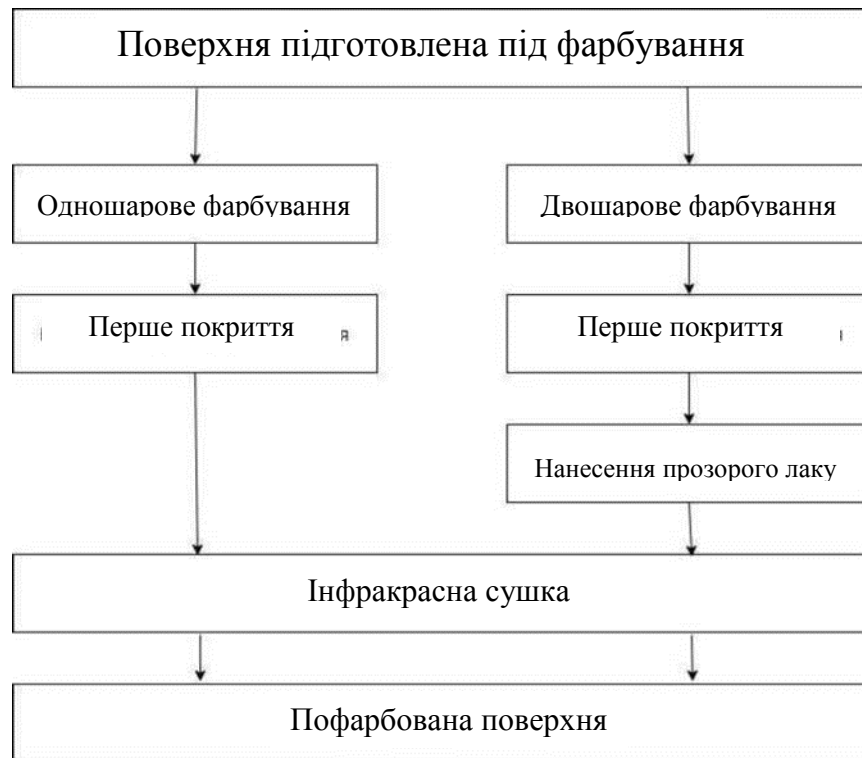 Поверхня підготовлена під фарбування
Одношарове фарбування
Двошарове фарбування
Перше покриття
Перше покриття
Нанесення прозорого лаку
Інфракрасна сушка
Пофарбована поверхня